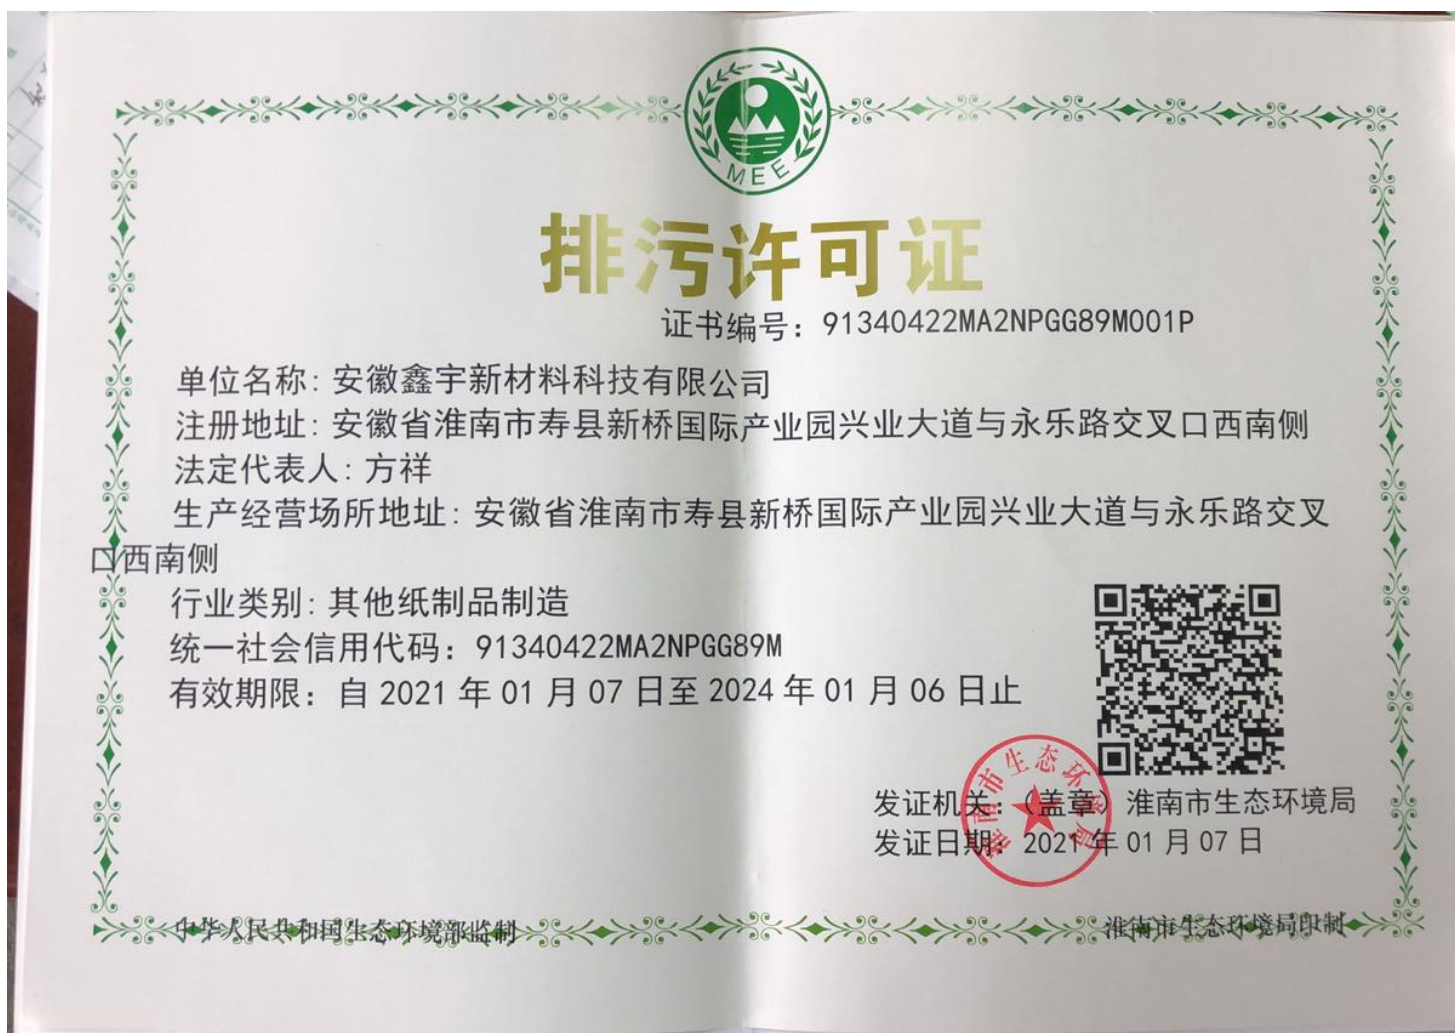 MEE
排污许可证
证书编号：91340422MA2NPGG89M001P
单位名称：安徽鑫宇新材料科技有限公司
注册地址：安徽省淮南市寿县新桥国际产业园兴业大道与永乐路交叉口西南侧
法定代表人：方祥
生产经营场所地址：安徽省淮南市寿县新桥国际产业园兴业大道与永乐路交叉
口西南侧
行业类别：其他纸制品制造
统一社会信用代码：91340422MA2NPGG89M
有效期限：自 2021 年 01 月 07 日至 2024 年 01 月 06 日止
淮南市生态环境局
发证机关：（盖章）淮南市生态环境局
发证日期：2021 年 01 月 07 日
中华人民共和国生态环境部监制
淮南市生态环境局印制